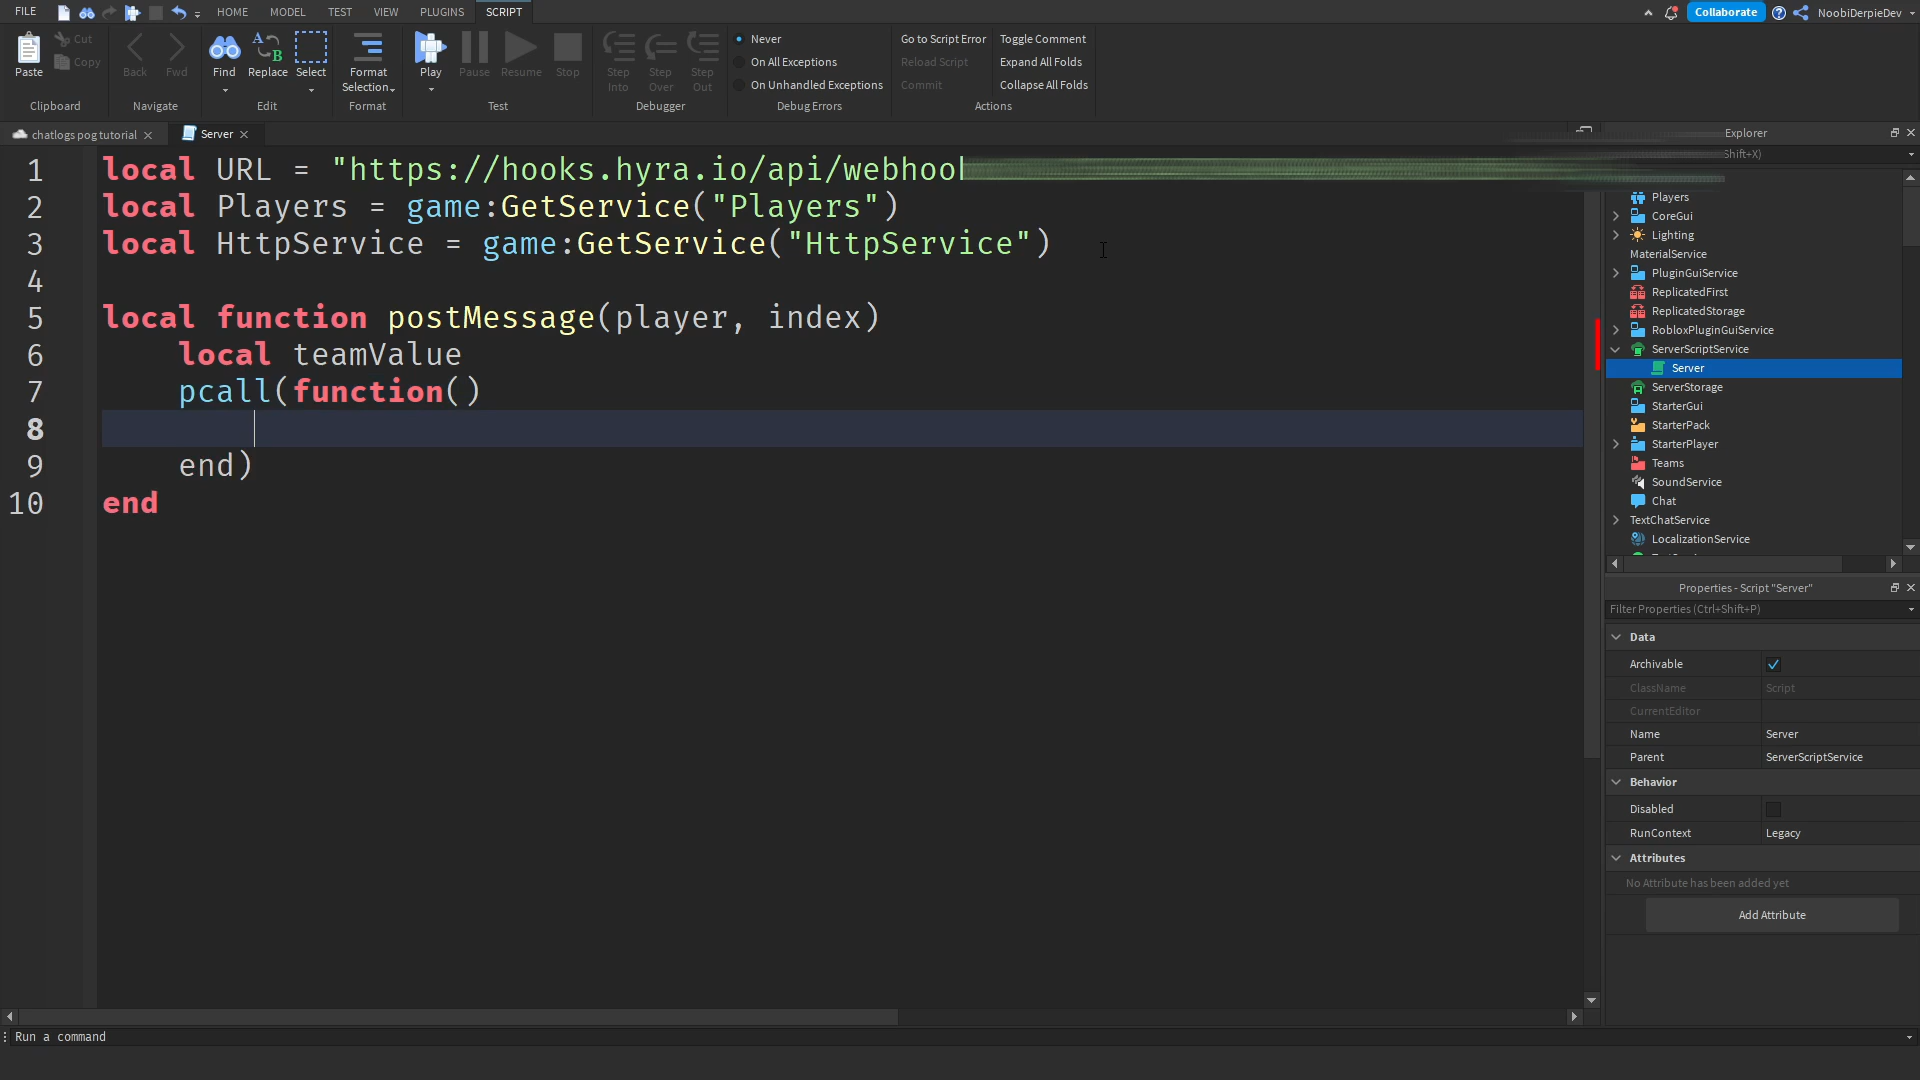 FILE HOME MODEL TEST VIEW PLUGINS SCRIPT Collaborate NoobiDerpieDev
Paste Cut Copy
Back Fwd
Find Replace Select
Format Selection
Play Pause Resume Stop
Step Into Step Over Step Out
Never
On All Exceptions
On Unhandled Exceptions
Go to Script Error Toggle Comment
Reload Script Expand All Folds
Commit Collapse All Folds
Clipboard Navigate Edit Format Test Debugger Debug Errors Actions
chatlogs pog tutorial Server
1 local URL = "https://hooks.hyra.io/api/webhook
2 local Players = game:GetService("Players")
3 local HttpService = game:GetService("HttpService")
4
5 local function postMessage(player, index)
6 local teamValue
7 pcall(function()
8
9 end)
10 end
Explorer
Shift+X)
Players
CoreGui
Lighting
MaterialService
PluginGuiService
ReplicatedFirst
ReplicatedStorage
RobloxPluginGuiService
ServerScriptService
Server
ServerStorage
StarterGui
StarterPack
StarterPlayer
Teams
SoundService
Chat
TextChatService
LocalizationService
Properties - Script "Server"
Filter Properties (Ctrl+Shift+P)
Data
Archivable
ClassName Script
CurrentEditor
Name Server
Parent ServerScriptService
Behavior
Disabled
RunContext Legacy
Attributes
No Attribute has been added yet
Add Attribute
Run a command